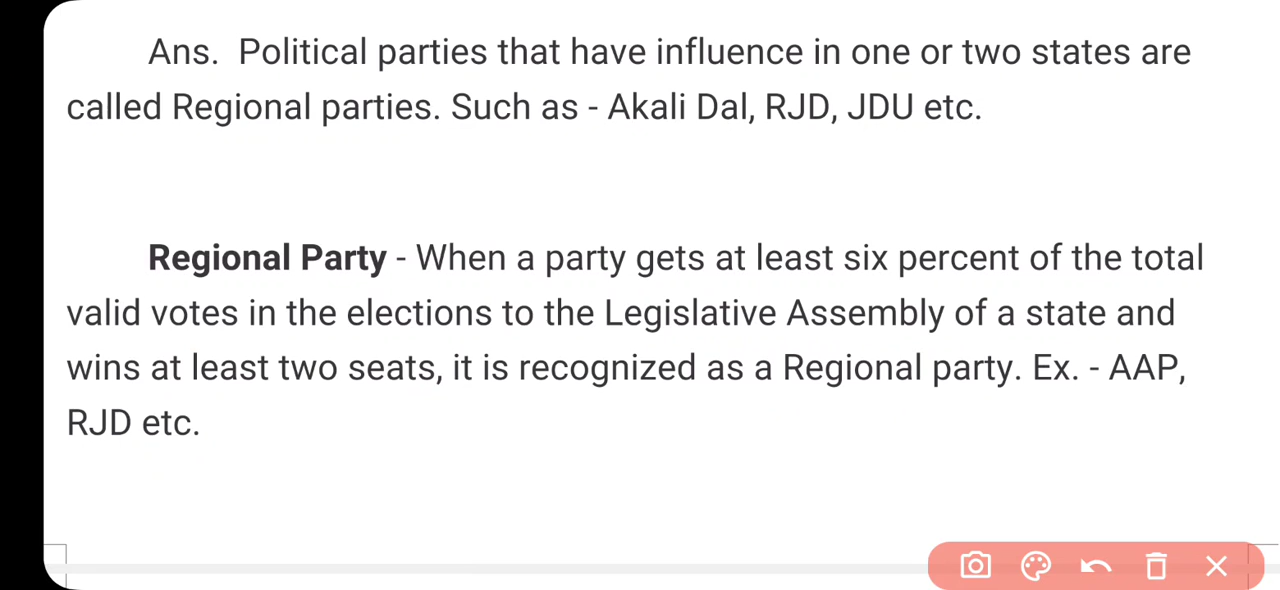 Ans. Political parties that have influence in one or two states are
called Regional parties. Such as - Akali Dal, RJD, JDU etc.
Regional Party - When a party gets at least six percent of the total
valid votes in the elections to the Legislative Assembly of a state and
wins at least two seats, it is recognized as a Regional party. Ex. - AAP,
RJD etc.